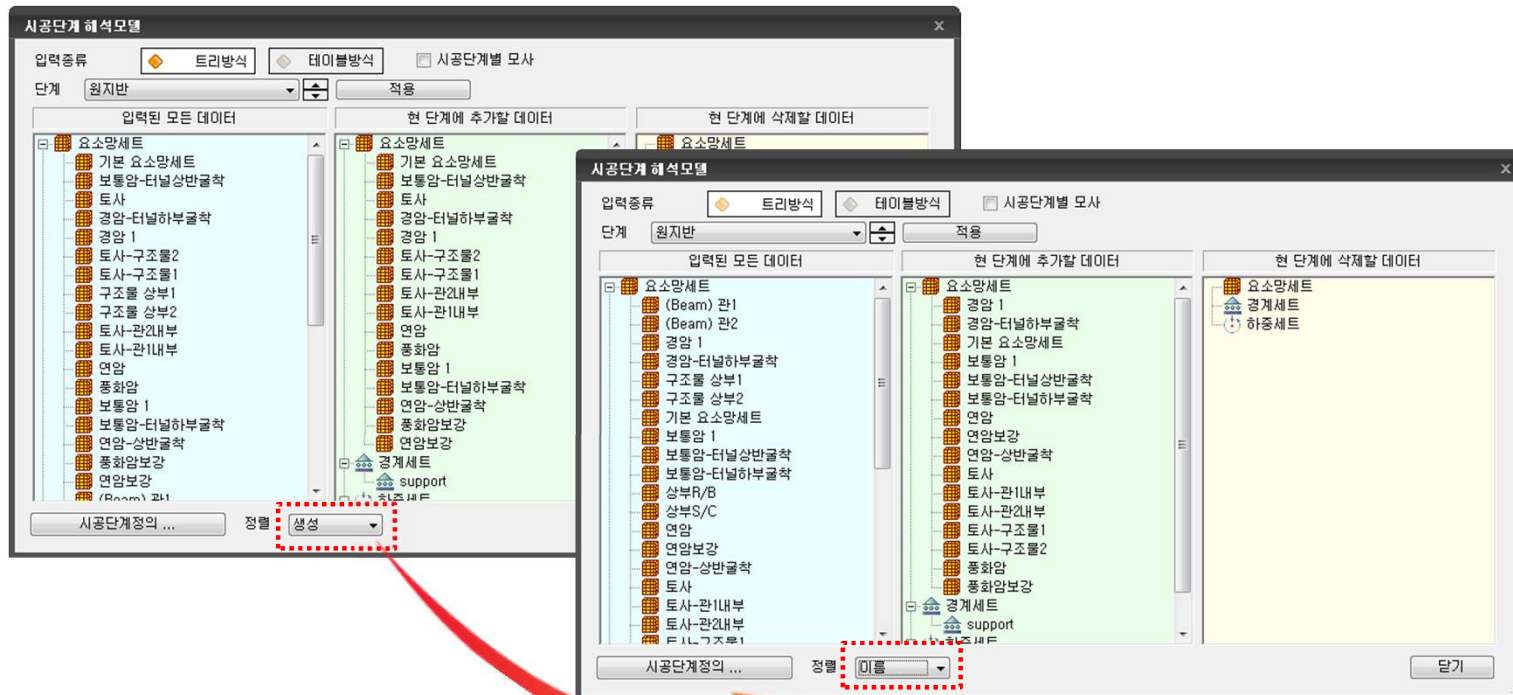 시공단계 해석모델
입력종류 트리방식 테이블방식 시공단계별 모사
단계 원지반 적용
입력된 모든 데이터
요소망세트
기본 요소망세트
보통암-터널상반굴착
토사
경암-터널하부굴착
경암 1
토사-구조물2
토사-구조물1
구조물 상부1
구조물 상부2
토사-관2내부
토사-관1내부
연암
풍화암
보통암 1
보통암-터널하부굴착
연암-상반굴착
풍화암보강
연암보강
(Beam) 관1
현 단계에 추가할 데이터
요소망세트
기본 요소망세트
보통암-터널상반굴착
토사
경암-터널하부굴착
경암 1
토사-구조물2
토사-구조물1
토사-관2내부
토사-관1내부
연암
풍화암
보통암 1
보통암-터널하부굴착
연암-상반굴착
풍화암보강
연암보강
경계세트
support
하중세트
현 단계에 삭제할 데이터
요소망세트
시공단계정의 ... 정렬 생성
시공단계 해석모델
입력종류 트리방식 테이블방식 시공단계별 모사
단계 원지반 적용
입력된 모든 데이터
요소망세트
(Beam) 관1
(Beam) 관2
경암 1
경암-터널하부굴착
구조물 상부1
구조물 상부2
기본 요소망세트
보통암 1
보통암-터널상반굴착
보통암-터널하부굴착
상부R/B
상부S/C
연암
연암보강
연암-상반굴착
토사
토사-관1내부
토사-관2내부
토사-구조물1
현 단계에 추가할 데이터
요소망세트
경암 1
경암-터널하부굴착
기본 요소망세트
보통암 1
보통암-터널상반굴착
보통암-터널하부굴착
연암
연암보강
연암-상반굴착
토사
토사-관1내부
토사-관2내부
토사-구조물1
토사-구조물2
풍화암
풍화암보강
경계세트
support
하중세트
현 단계에 삭제할 데이터
요소망세트
경계세트
하중세트
시공단계정의 ... 정렬 이름 닫기